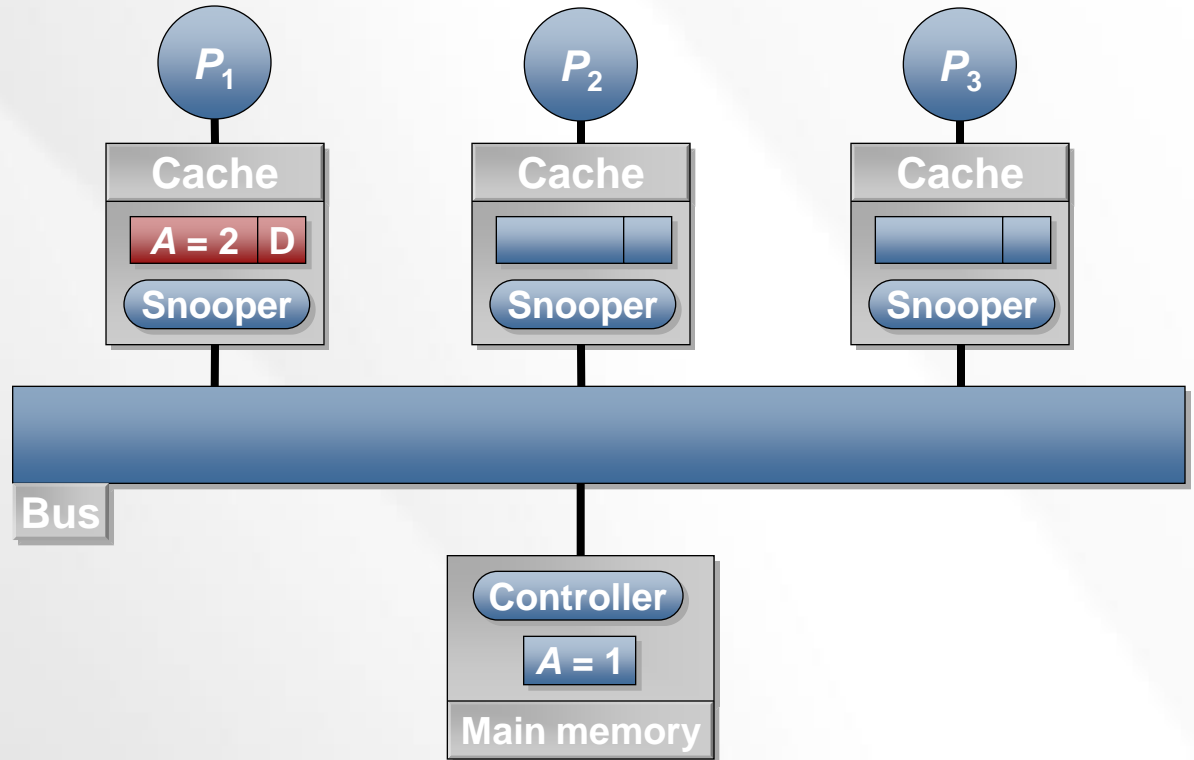 P1 P2 P3
Cache Cache Cache
A = 2 D
Snooper Snooper Snooper
Bus
Controller
A = 1
Main memory